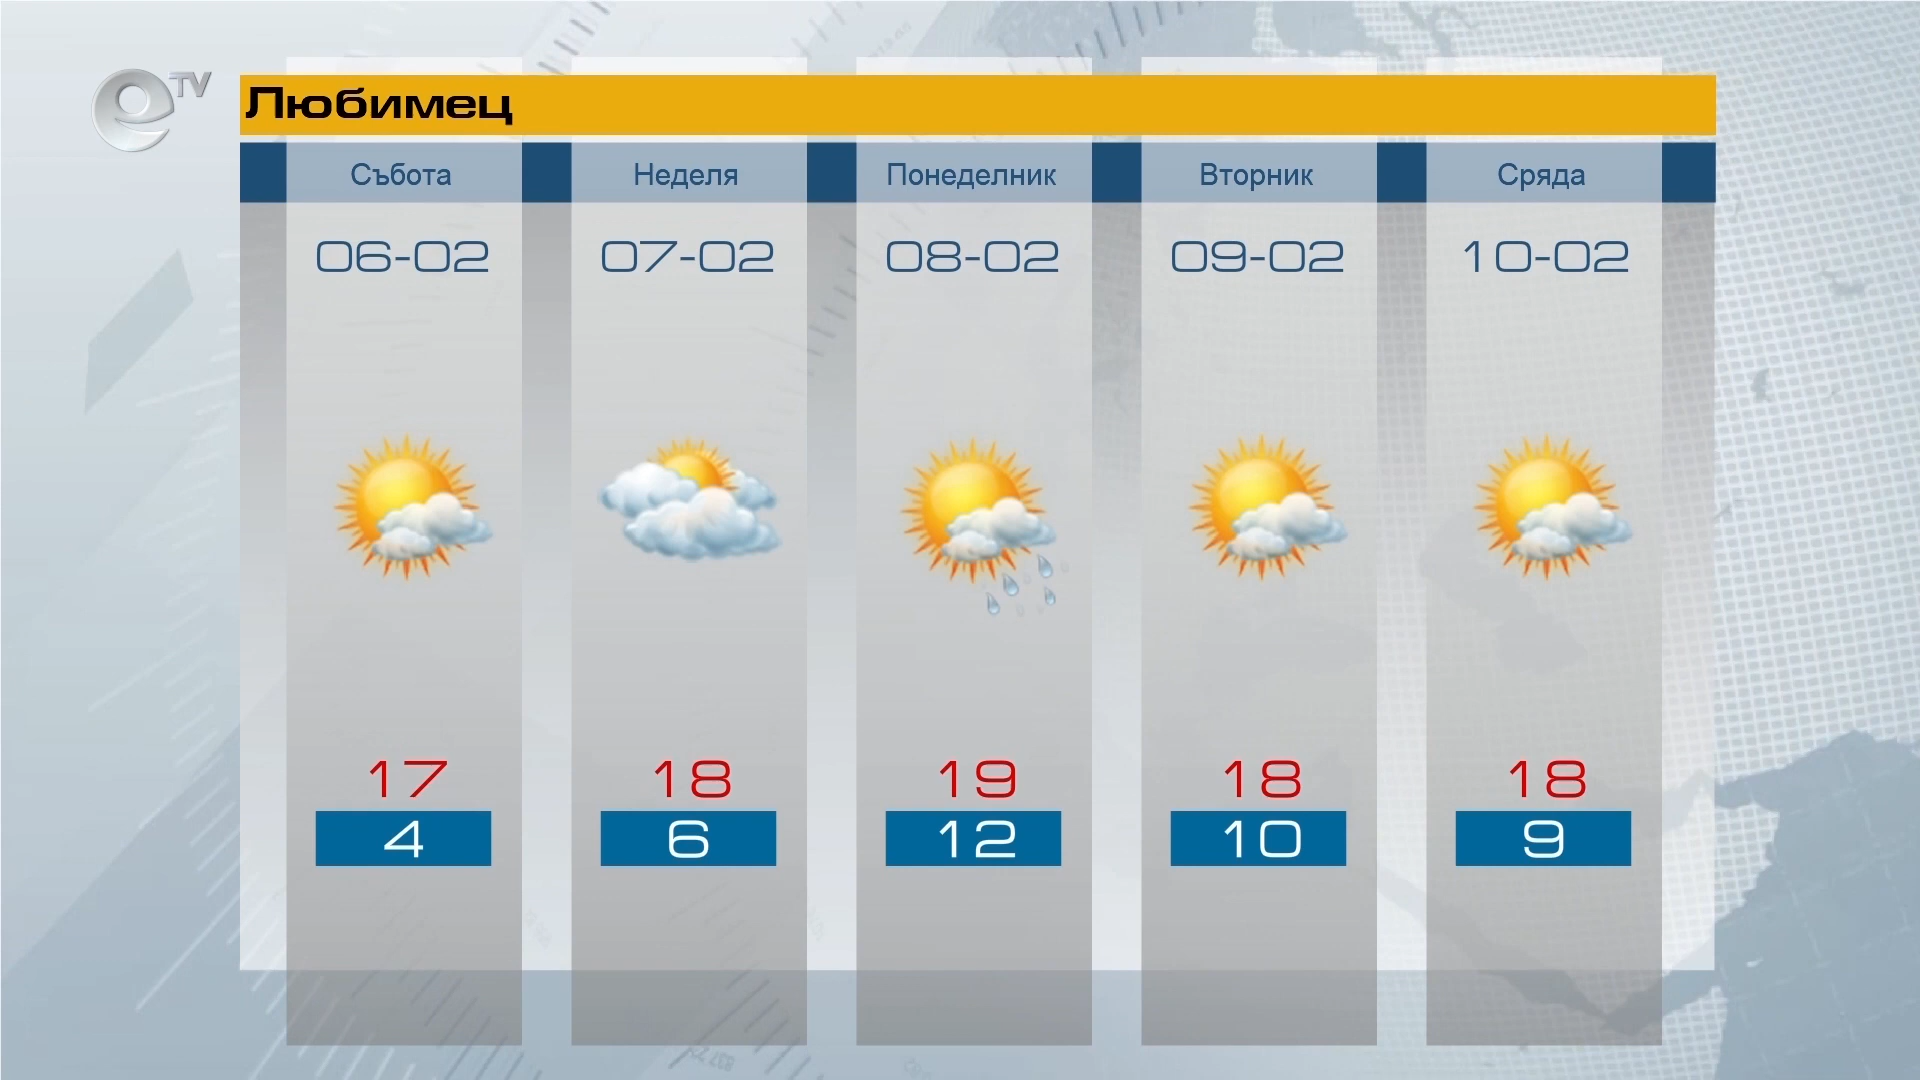 eTV
Любимец
Събота Неделя Понеделник Вторник Сряда
06-02 07-02 08-02 09-02 10-02
17 18 19 18 18
4 6 12 10 9